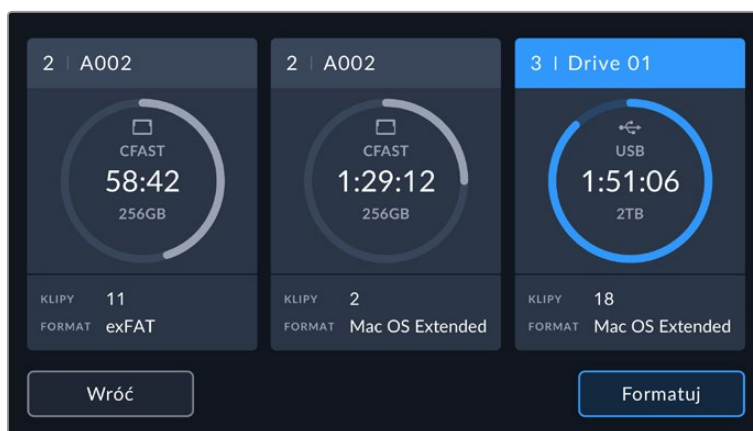 2 | A002
CFAST
58:42
256GB
KLIPY 11
FORMAT exFAT
2 | A002
CFAST
1:29:12
256GB
KLIPY 2
FORMAT Mac OS Extended
3 | Drive 01
USB
1:51:06
2TB
KLIPY 18
FORMAT Mac OS Extended
Wróć
Formatuj